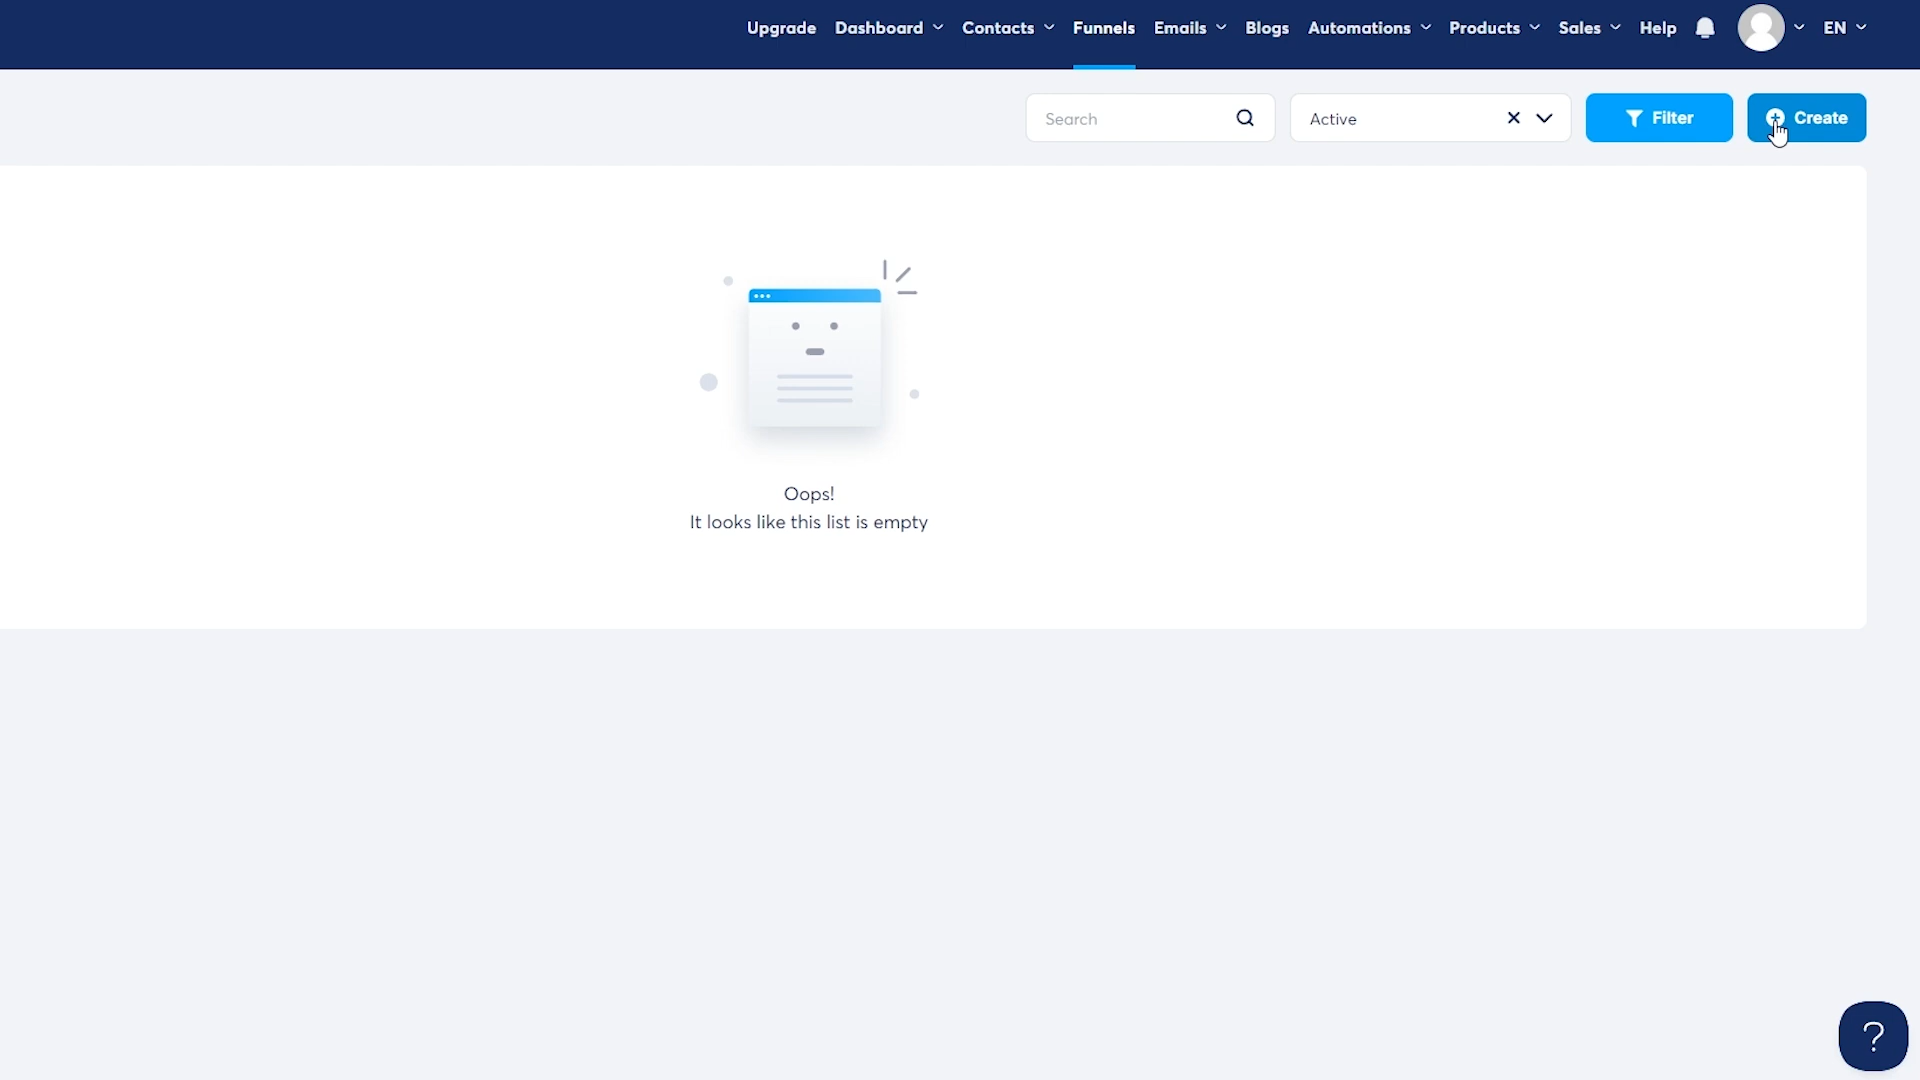 Upgrade Dashboard Contacts Funnels Emails Blogs Automations Products Sales Help EN
Search Active Filter Create
Oops!
It looks like this list is empty
?